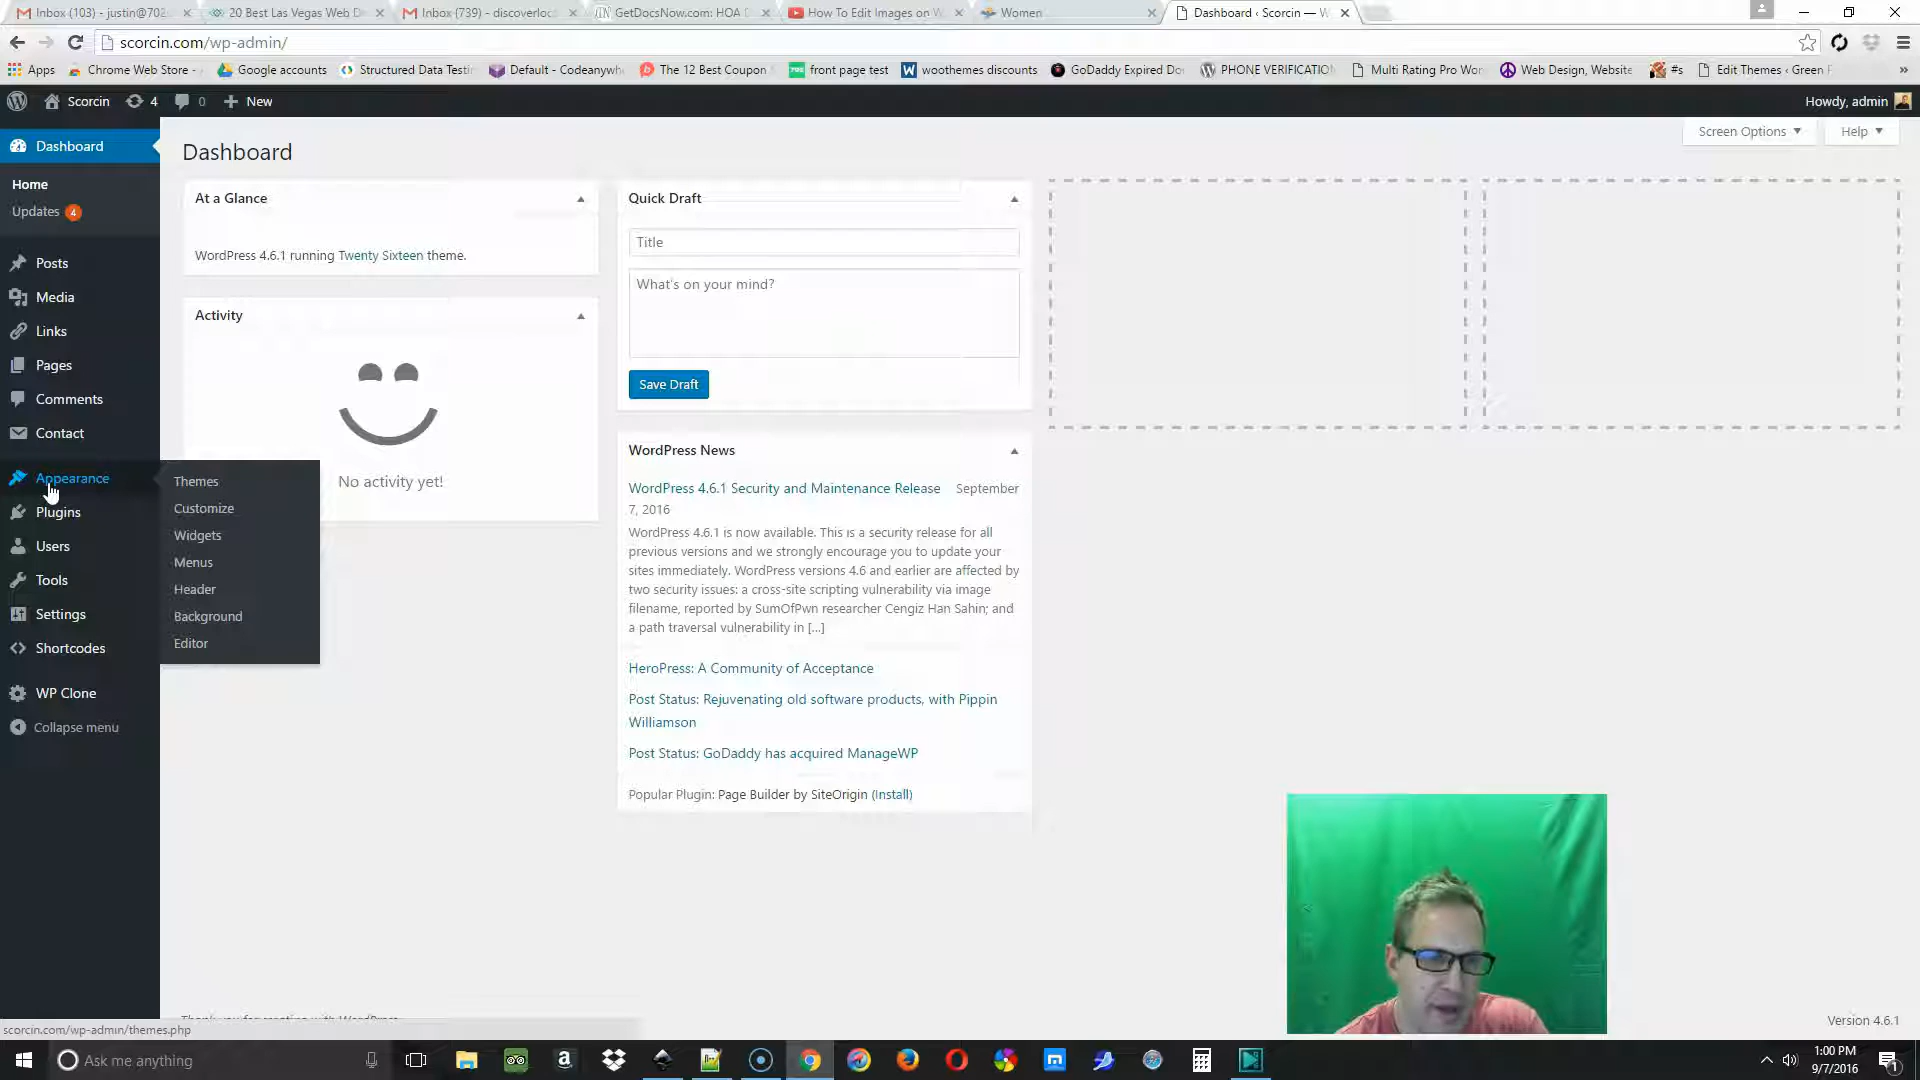 Inbox (103) - justin@702
20 Best Las Vegas Web D
Inbox (739) - discoverloc
GetDocsNow.com: HOA D
How To Edit Images on W
Women
Dashboard ‹ Scorcin — W
scorcin.com/wp-admin/
Apps
Chrome Web Store -
Google accounts
Structured Data Testin
Default - Codeanywh
The 12 Best Coupon
front page test
woothemes discounts
GoDaddy Expired Do
PHONE VERIFICATIO
Multi Rating Pro Wor
Web Design, Website
#s
Edit Themes ‹ Green F
»
Scorcin
4
0
New
Howdy, admin
Screen Options
Help
Dashboard
Home
Updates 4
Posts
Media
Links
Pages
Comments
Contact
Appearance
Plugins
Users
Tools
Settings
Shortcodes
WP Clone
Collapse menu
Themes
Customize
Widgets
Menus
Header
Background
Editor
Dashboard
At a Glance
WordPress 4.6.1 running Twenty Sixteen theme.
Activity
No activity yet!
Quick Draft
Title
What's on your mind?
Save Draft
WordPress News
WordPress 4.6.1 Security and Maintenance Release September
7, 2016
WordPress 4.6.1 is now available. This is a security release for all
previous versions and we strongly encourage you to update your
sites immediately. WordPress versions 4.6 and earlier are affected by
two security issues: a cross-site scripting vulnerability via image
filename, reported by SumOfPwn researcher Cengiz Han Sahin; and
a path traversal vulnerability in [...]
HeroPress: A Community of Acceptance
Post Status: Rejuvenating old software products, with Pippin
Williamson
Post Status: GoDaddy has acquired ManageWP
Popular Plugin: Page Builder by SiteOrigin (Install)
Thank you for creating with WordPress
Version 4.6.1
scorcin.com/wp-admin/themes.php
Ask me anything
1:00 PM
9/7/2016
1